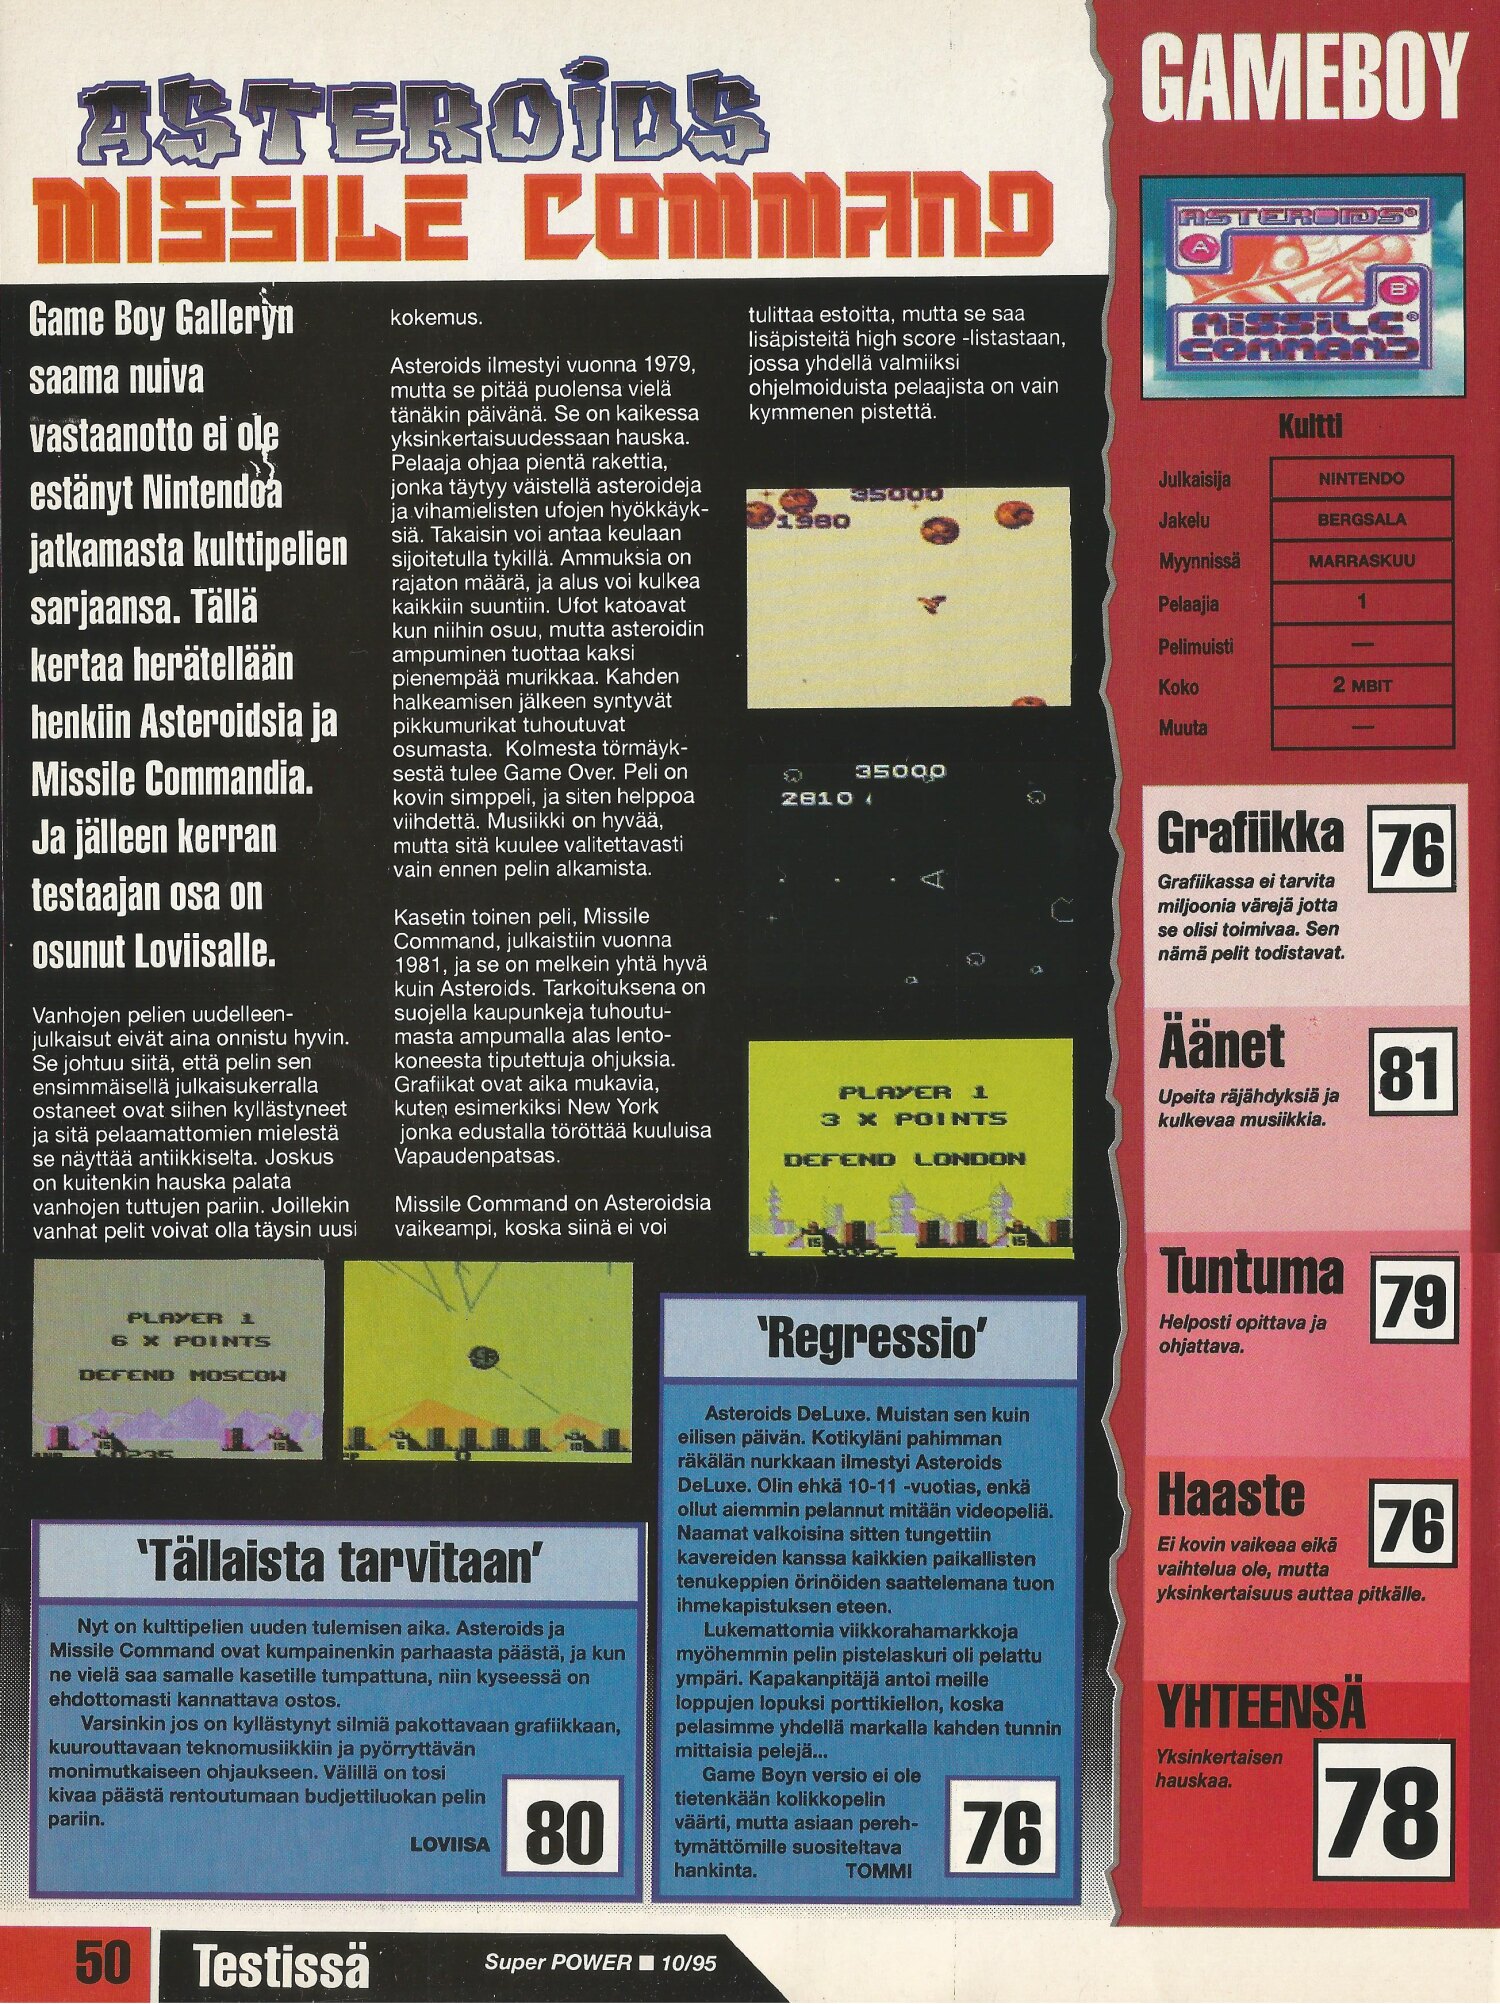 ASTEROIDS
MISSILE COMMAND
Game Boy Galleryn
saama nuiva
vastaanotto ei ole
estänyt Nintendoa
jatkamasta kulttipelien
sarjaansa. Tällä
kertaa herätellään
henkiin Asteroidsia ja
Missile Commandia.
Ja jälleen kerran
testaajan osa on
osunut Loviisalle.
Vanhojen pelien uudelleen-
julkaisut eivät aina onnistu hyvin.
Se johtuu siitä, että pelin sen
ensimmäisellä julkaisukerralla
ostaneet ovat siihen kyllästyneet
ja sitä pelaamattomien mielestä
se näyttää antiikkiselta. Joskus
on kuitenkin hauska palata
vanhojen tuttujen pariin. Joillekin
vanhat pelit voivat olla täysin uusi
kokemus.
Asteroids ilmestyi vuonna 1979,
mutta se pitää puolensa vielä
tänäkin päivänä. Se on kaikessa
yksinkertaisuudessaan hauska.
Pelaaja ohjaa pientä rakettia,
jonka täytyy väistellä asteroideja
ja vihamielisten ufojen hyökkäyk-
siä. Takaisin voi antaa keulaan
sijoitetulla tykillä. Ammuksia on
rajaton määrä, ja alus voi kulkea
kaikkiin suuntiin. Ufot katoavat
kun niihin osuu, mutta asteroidin
ampuminen tuottaa kaksi
pienempää murikkaa. Kahden
halkeamisen jälkeen syntyvät
pikkumurikat tuhoutuvat
osumasta. Kolmesta törmäyk-
sestä tulee Game Over. Peli on
kovin simppeli, ja siten helppoa
viihdettä. Musiikki on hyvää,
mutta sitä kuulee valitettavasti
vain ennen pelin alkamista.
Kasetin toinen peli, Missile
Command, julkaistiin vuonna
1981, ja se on melkein yhtä hyvä
kuin Asteroids. Tarkoituksena on
suojella kaupunkeja tuhoutu-
masta ampumalla alas lento-
koneesta tiputettuja ohjuksia.
Grafiikat ovat aika mukavia,
kuten esimerkiksi New York
jonka edustalla töröttää kuuluisa
Vapaudenpatsas.
Missile Command on Asteroidsia
vaikeampi, koska siinä ei voi
tulittaa estoitta, mutta se saa
lisäpisteitä high score -listastaan,
jossa yhdellä valmiiksi
ohjelmoiduista pelaajista on vain
kymmenen pistettä.
35000
1980
35000
2810
PLAYER 1
3 X POINTS
DEFEND LONDON
15
15
PLAYER 1
6 X POINTS
DEFEND MOSCOW
15
15
0
'Tällaista tarvitaan'
Nyt on kulttipelien uuden tulemisen aika. Asteroids ja
Missile Command ovat kumpainenkin parhaasta päästä, ja kun
ne vielä saa samalle kasetille tumpattuna, niin kyseessä on
ehdottomasti kannattava ostos.
Varsinkin jos on kyllästynyt silmiä pakottavaan grafiikkaan,
kuurouttavaan teknomusiikkiin ja pyörryttävän
monimutkaiseen ohjaukseen. Välillä on tosi
kivaa päästä rentoutumaan budjettiluokan pelin
pariin.
LOVIISA
80
'Regressio'
Asteroids DeLuxe. Muistan sen kuin
eilisen päivän. Kotikyläni pahimman
räkälän nurkkaan ilmestyi Asteroids
DeLuxe. Olin ehkä 10-11 -vuotias, enkä
ollut aiemmin pelannut mitään videopeliä.
Naamat valkoisina sitten tungettiin
kavereiden kanssa kaikkien paikallisten
tenukeppien örinöiden saattelemana tuon
ihmekapistuksen eteen.
Lukemattomia viikkorahamarkkoja
myöhemmin pelin pistelaskuri oli pelattu
ympäri. Kapakanpitäjä antoi meille
loppujen lopuksi porttikiellon, koska
pelasimme yhdellä markalla kahden tunnin
mittaisia pelejä...
Game Boyn versio ei ole
tietenkään kolikkopelin
väärti, mutta asiaan pereh-
tymättömille suositeltava
hankinta. TOMMI
76
GAMEBOY
ASTEROIDS®
A
B
MISSILE®
COMMAND
Kultti
Julkaisija NINTENDO
Jakelu BERGSALA
Myynnissä MARRASKUU
Pelaajia 1
Pelimuisti —
Koko 2 MBIT
Muuta —
Grafiikka 76
Grafiikassa ei tarvita
miljoonia värejä jotta
se olisi toimivaa. Sen
nämä pelit todistavat.
Äänet 81
Upeita räjähdyksiä ja
kulkevaa musiikkia.
Tuntuma 79
Helposti opittava ja
ohjattava.
Haaste 76
Ei kovin vaikeaa eikä
vaihtelua ole, mutta
yksinkertaisuus auttaa pitkälle.
YHTEENSÄ
Yksinkertaisen
hauskaa.
78
50 Testissä Super POWER ■ 10/95